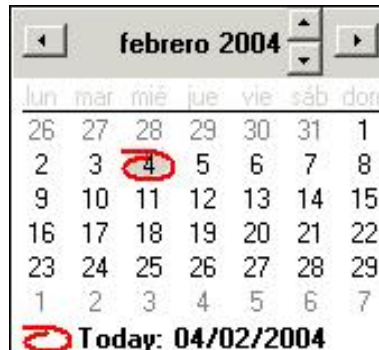 febrero 2004
lun mar mié jue vie sáb dom
26 27 28 29 30 31 1
2 3 4 5 6 7 8
9 10 11 12 13 14 15
16 17 18 19 20 21 22
23 24 25 26 27 28 29
1 2 3 4 5 6 7
Today: 04/02/2004